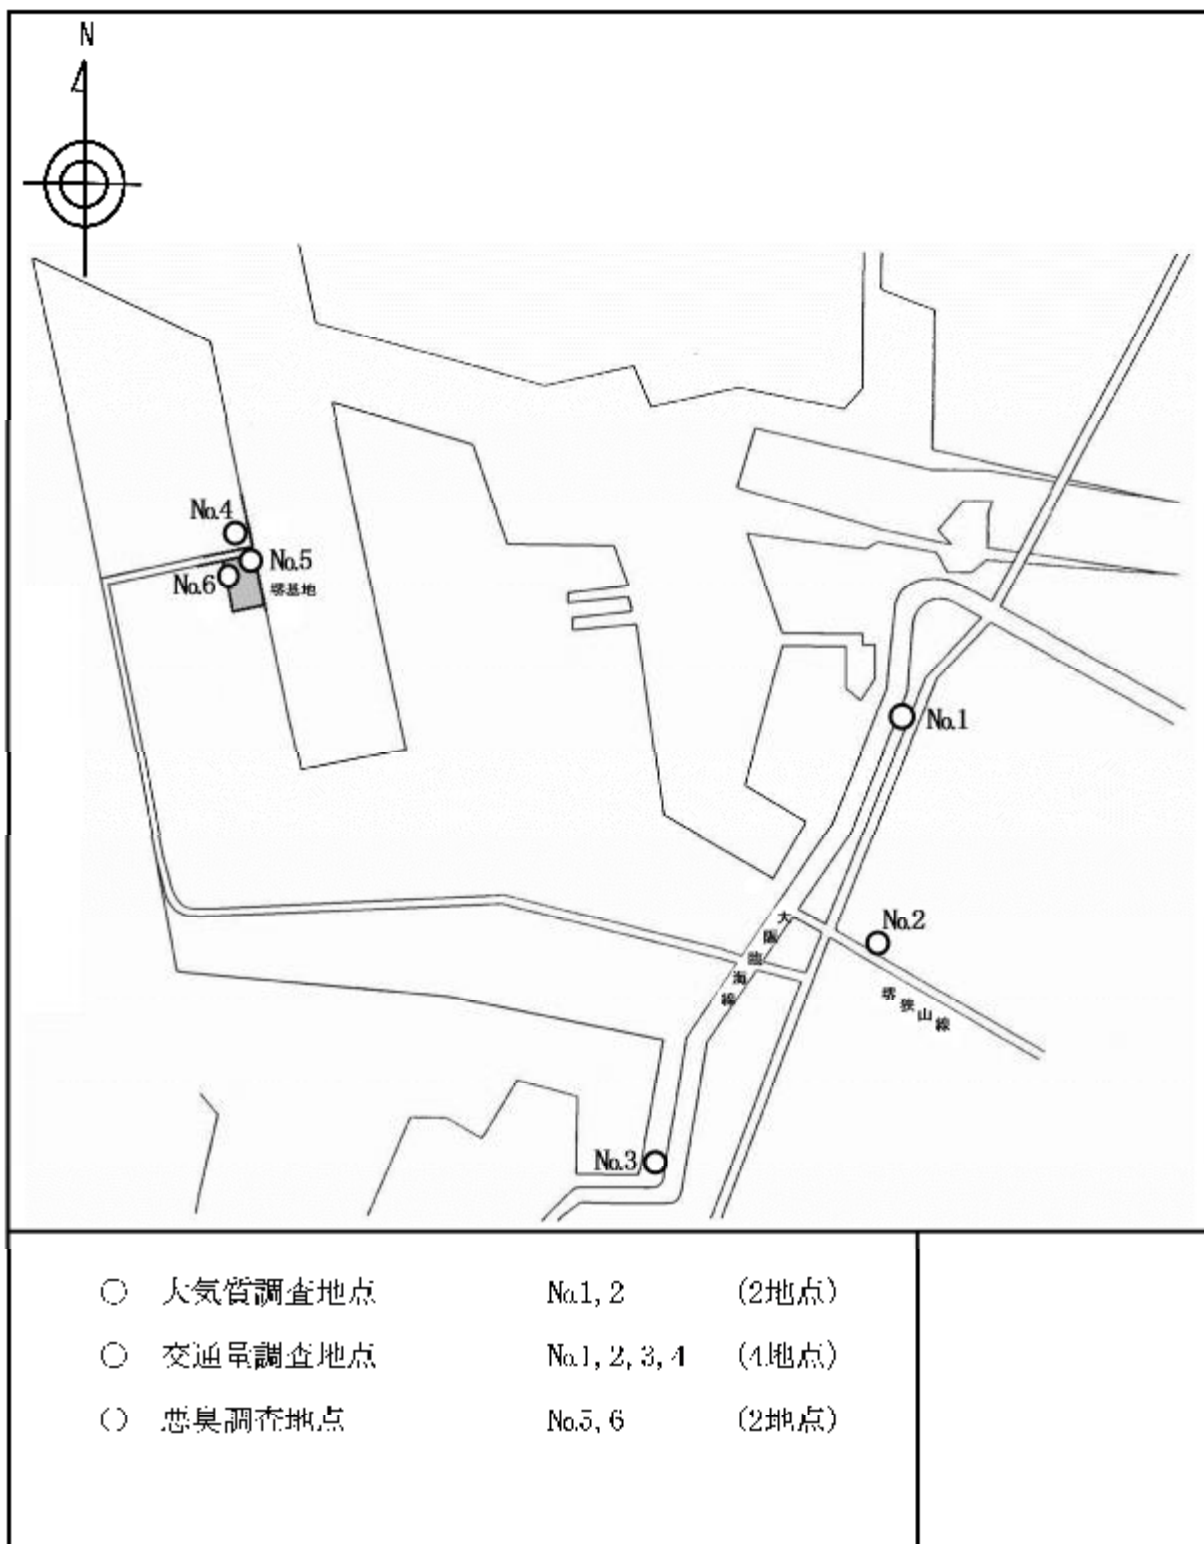 N
No.4
No.5
No.6
堺基地
No.1
No.2
大阪臨海線
堺狭山線
No.3
○ 大気質調査地点 No.1, 2 (2地点)
○ 交通量調査地点 No.1, 2, 3, 4 (4地点)
○ 悪臭調査地点 No.5, 6 (2地点)